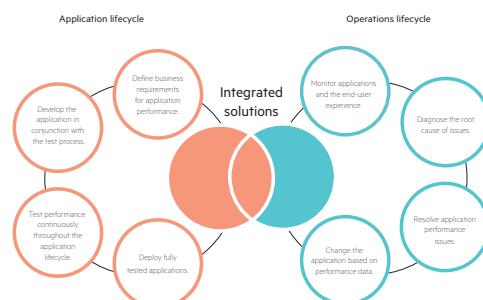 Application lifecycle
Operations lifecycle
Define business
requirements
for application
performance.
Integrated
solutions
Monitor applications
and the end-user
experience.
Develop the
application in
conjunction with
the test process.
Diagnose the root
cause of issues.
Test performance
continuously
throughout the
application
lifecycle
Resolve application
performance
issues.
Deploy fully
tested applications.
Change the
application based on
performance data.